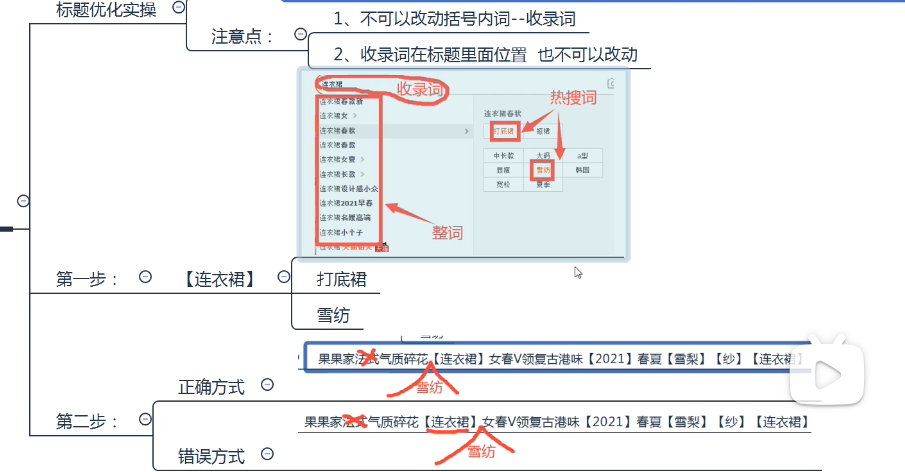 标题优化实操
注意点：
1、不可以改动括号内词--收录词
2、收录词在标题里面位置 也不可以改动
连衣裙
收录词
热搜词
连衣裙春款新
连衣裙女
连衣裙春款
连衣裙春款
连衣裙女夏
连衣裙长款
连衣裙设计感小众
连衣裙2021早春
连衣裙名媛高端
连衣裙小个子
整词
连衣裙春款
打底裙 短裙
中长款 大码 a型
显瘦 雪纺 韩国
宽松 夏季
第一步：
【连衣裙】
打底裙
雪纺
第二步：
正确方式
果果家法式气质碎花【连衣裙】女春V领复古港味【2021】春夏【雪梨】【纱】【连衣裙】
雪纺
错误方式
果果家法式气质碎花【连衣裙】女春V领复古港味【2021】春夏【雪梨】【纱】【连衣裙】
雪纺